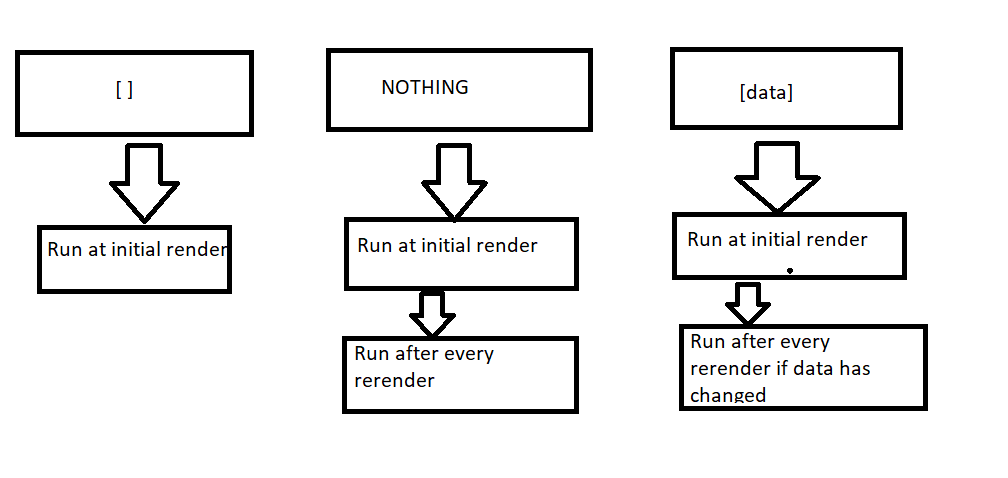 [ ]
Run at initial render
NOTHING
Run at initial render
Run after every
rerender
[data]
Run at initial render
Run after every
rerender if data has
changed